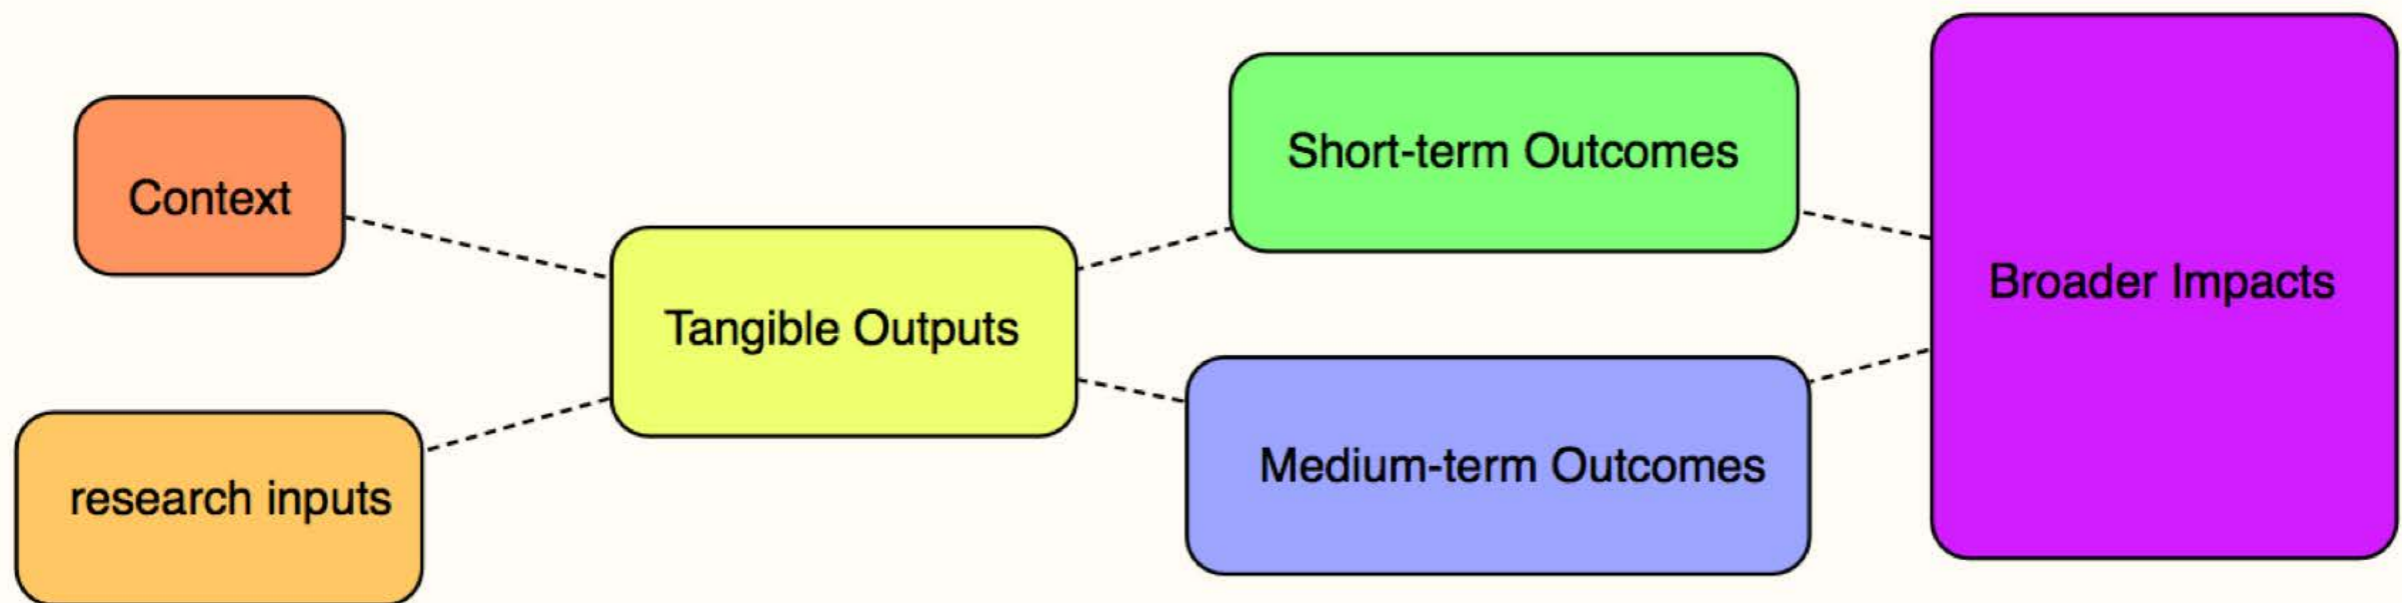 Context
research inputs
Tangible Outputs
Short-term Outcomes
Medium-term Outcomes
Broader Impacts